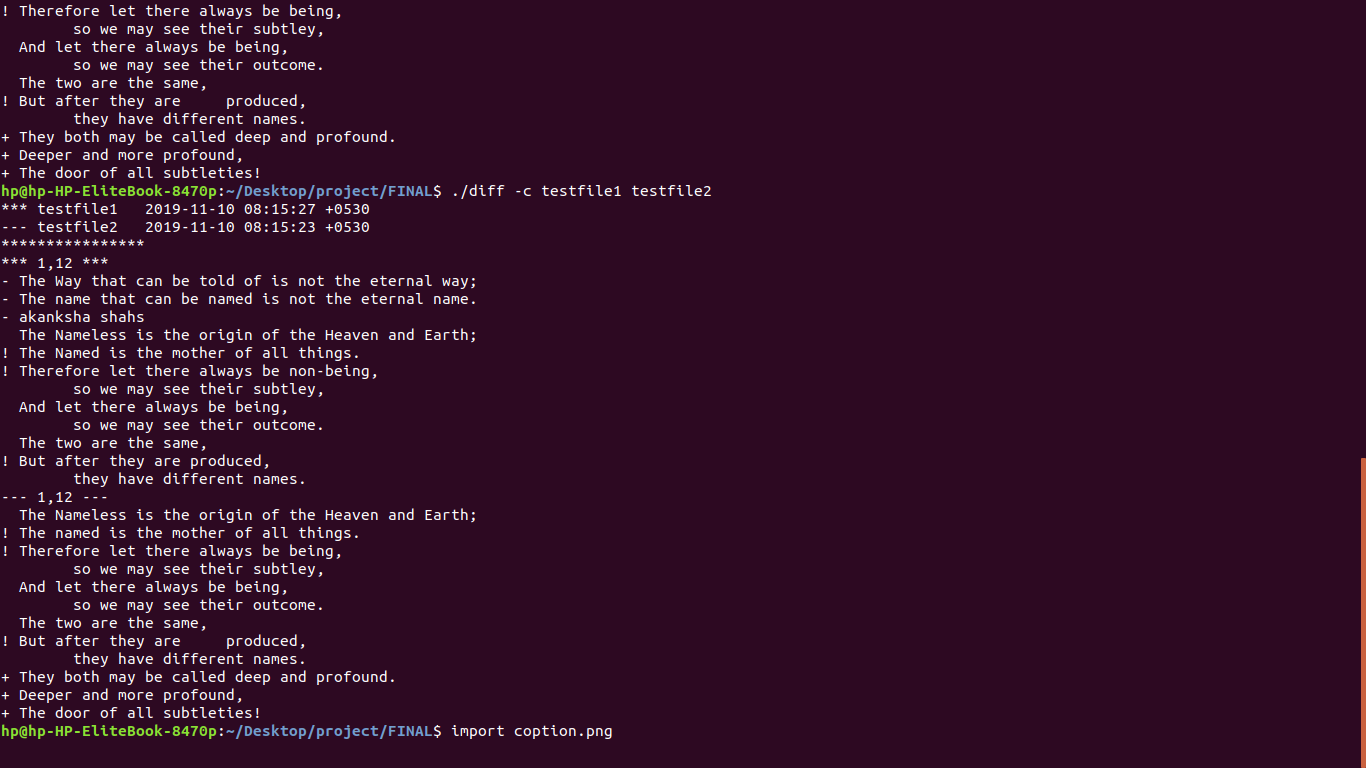 ! Therefore let there always be being,
        so we may see their subtley,
  And let there always be being,
        so we may see their outcome.
  The two are the same,
! But after they are     produced,
        they have different names.
+ They both may be called deep and profound.
+ Deeper and more profound,
+ The door of all subtleties!
hp@hp-HP-EliteBook-8470p:~/Desktop/project/FINAL$ ./diff -c testfile1 testfile2
*** testfile1   2019-11-10 08:15:27 +0530
--- testfile2   2019-11-10 08:15:23 +0530
****************
*** 1,12 ***
- The Way that can be told of is not the eternal way;
- The name that can be named is not the eternal name.
- akanksha shahs
  The Nameless is the origin of the Heaven and Earth;
! The Named is the mother of all things.
! Therefore let there always be non-being,
        so we may see their subtley,
  And let there always be being,
        so we may see their outcome.
  The two are the same,
! But after they are produced,
        they have different names.
--- 1,12 ---
  The Nameless is the origin of the Heaven and Earth;
! The named is the mother of all things.
! Therefore let there always be being,
        so we may see their subtley,
  And let there always be being,
        so we may see their outcome.
  The two are the same,
! But after they are     produced,
        they have different names.
+ They both may be called deep and profound.
+ Deeper and more profound,
+ The door of all subtleties!
hp@hp-HP-EliteBook-8470p:~/Desktop/project/FINAL$ import coption.png